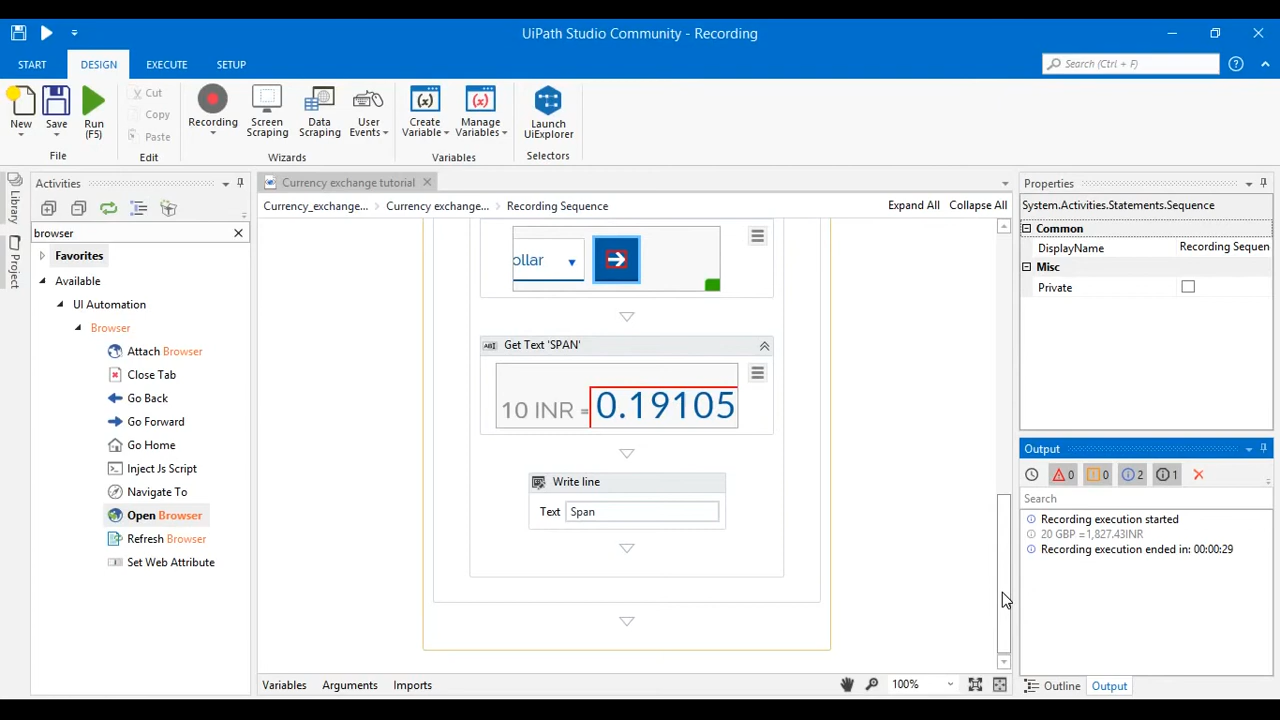 UiPath Studio Community - Recording
START DESIGN EXECUTE SETUP
Search (Ctrl + F)
New
Save
Run
(F5)
Cut
Copy
Paste
Recording
Screen
Scraping
Data
Scraping
User
Events
Create
Variable
Manage
Variables
Launch
UiExplorer
File Edit Wizards Variables Selectors
Library
Project
Activities
browser
Favorites
Available
UI Automation
Browser
Attach Browser
Close Tab
Go Back
Go Forward
Go Home
Inject Js Script
Navigate To
Open Browser
Refresh Browser
Set Web Attribute
Currency exchange tutorial
Currency_exchange... Currency exchange... Recording Sequence
Expand All Collapse All
ollar
Get Text 'SPAN'
10 INR = 0.19105
Write line
Text Span
Variables Arguments Imports
100%
Properties
System.Activities.Statements.Sequence
Common
DisplayName Recording Sequen
Misc
Private
Output
0 0 2 1
Search
Recording execution started
20 GBP =1,827.43INR
Recording execution ended in: 00:00:29
Outline Output